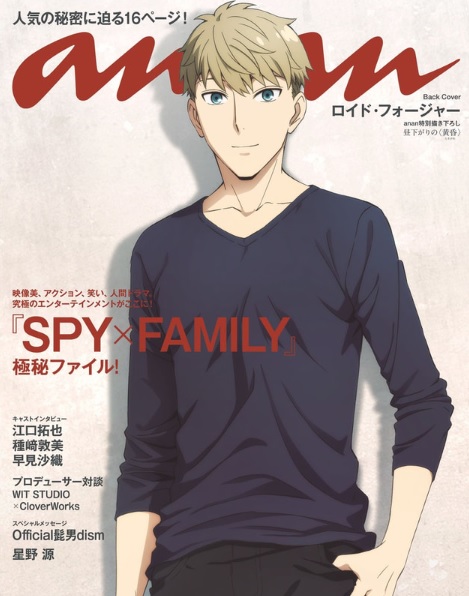 人気の秘密に迫る16ページ!
anan
Back Cover
ロイド・フォージャー
anan特別描き下ろし
昼下がりの〈黄昏〉
映像美、アクション、笑い、人間ドラマ。
究極のエンターテインメントがここに!
『SPY×FAMILY』
極秘ファイル!
キャストインタビュー
江口拓也
種﨑敦美
早見沙織
プロデューサー対談
WIT STUDIO
×CloverWorks
スペシャルメッセージ
Official髭男dism
星野 源